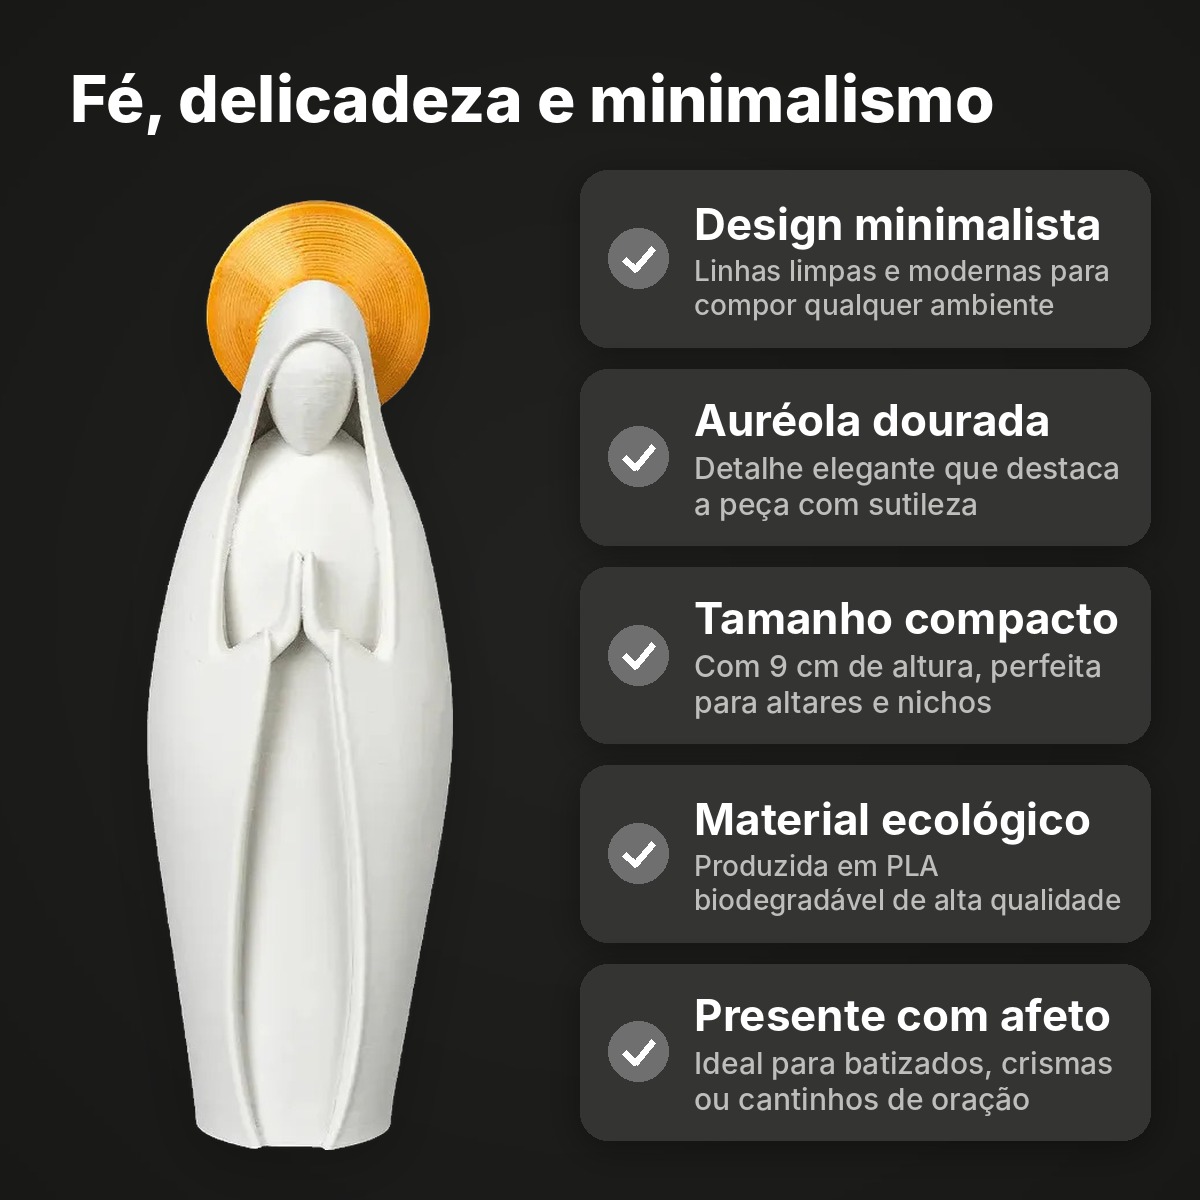 Fé, delicadeza e minimalismo
Design minimalista
Linhas limpas e modernas para
compor qualquer ambiente
Auréola dourada
Detalhe elegante que destaca
a peça com sutileza
Tamanho compacto
Com 9 cm de altura, perfeita
para altares e nichos
Material ecológico
Produzida em PLA
biodegradável de alta qualidade
Presente com afeto
Ideal para batizados, crismas
ou cantinhos de oração